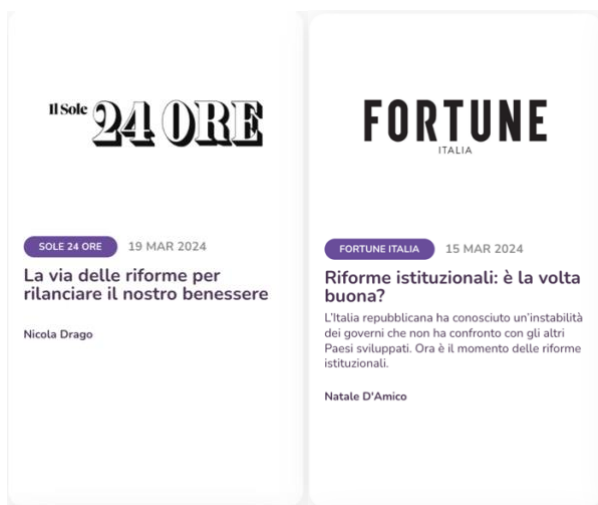 Il Sole 24 ORE
SOLE 24 ORE 19 MAR 2024
La via delle riforme per
rilanciare il nostro benessere
Nicola Drago
FORTUNE
ITALIA
FORTUNE ITALIA 15 MAR 2024
Riforme istituzionali: è la volta
buona?
L'Italia repubblicana ha conosciuto un'instabilità
dei governi che non ha confronto con gli altri
Paesi sviluppati. Ora è il momento delle riforme
istituzionali.
Natale D'Amico